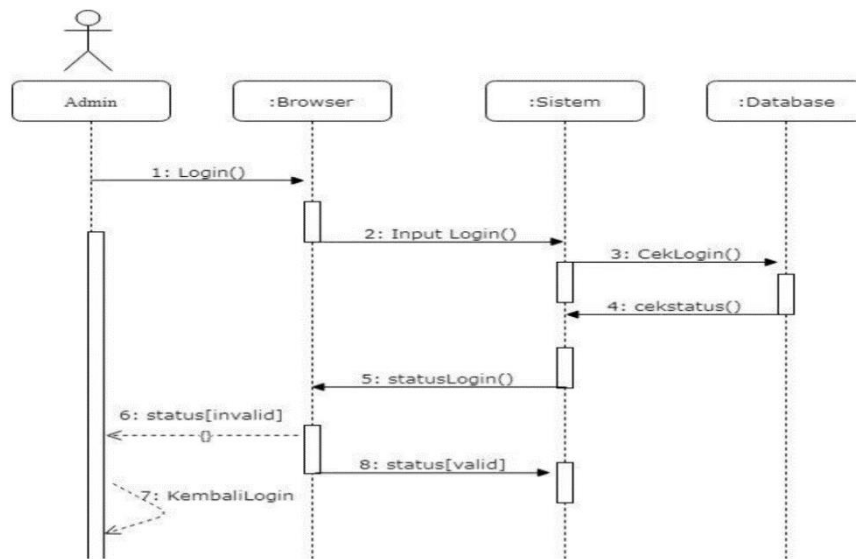 Admin
:Browser
:Sistem
:Database
1: Login()
2: Input Login()
3: CekLogin()
4: cekstatus()
5: statusLogin()
6: status[invalid]
{}
8: status[valid]
7: KembaliLogin